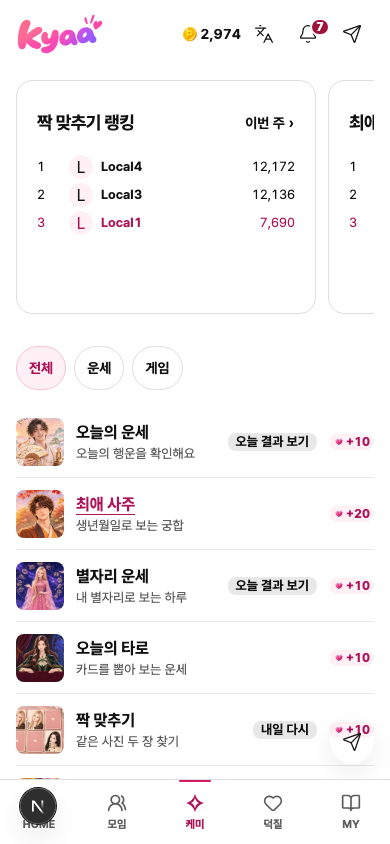 kyaa
2,974
7
짝 맞추기 랭킹
이번 주 ›
1 L Local4 12,172
2 L Local3 12,136
3 L Local1 7,690
최애
1
2
3
전체 운세 게임
오늘의 운세
오늘의 행운을 확인해요
오늘 결과 보기 +10
최애 사주
생년월일로 보는 궁합
+20
별자리 운세
내 별자리로 보는 하루
오늘 결과 보기 +10
오늘의 타로
카드를 뽑아 보는 운세
+10
짝 맞추기
같은 사진 두 장 찾기
내일 다시 +10
N
HOME 모임 케미 덕질 MY